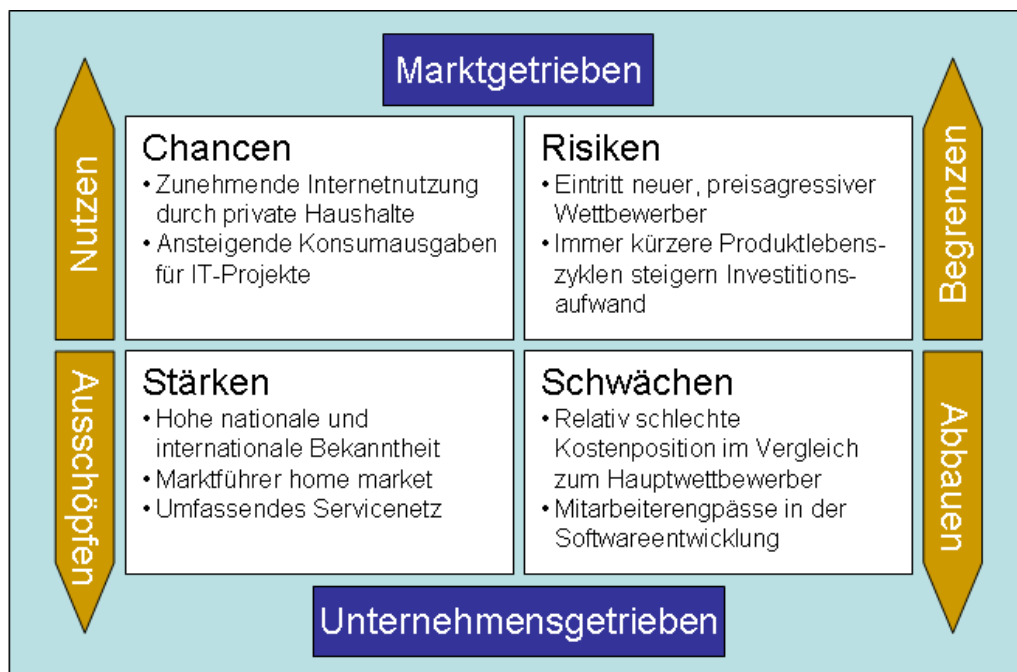 Marktgetrieben
Nutzen
Chancen
• Zunehmende Internetnutzung
durch private Haushalte
• Ansteigende Konsumausgaben
für IT-Projekte
Risiken
• Eintritt neuer, preisagressiver
Wettbewerber
• Immer kürzere Produktlebens-
zyklen steigern Investitions-
aufwand
Begrenzen
Ausschöpfen
Stärken
• Hohe nationale und
internationale Bekanntheit
• Marktführer home market
• Umfassendes Servicenetz
Schwächen
• Relativ schlechte
Kostenposition im Vergleich
zum Hauptwettbewerber
• Mitarbeiterengpässe in der
Softwareentwicklung
Abbauen
Unternehmensgetrieben